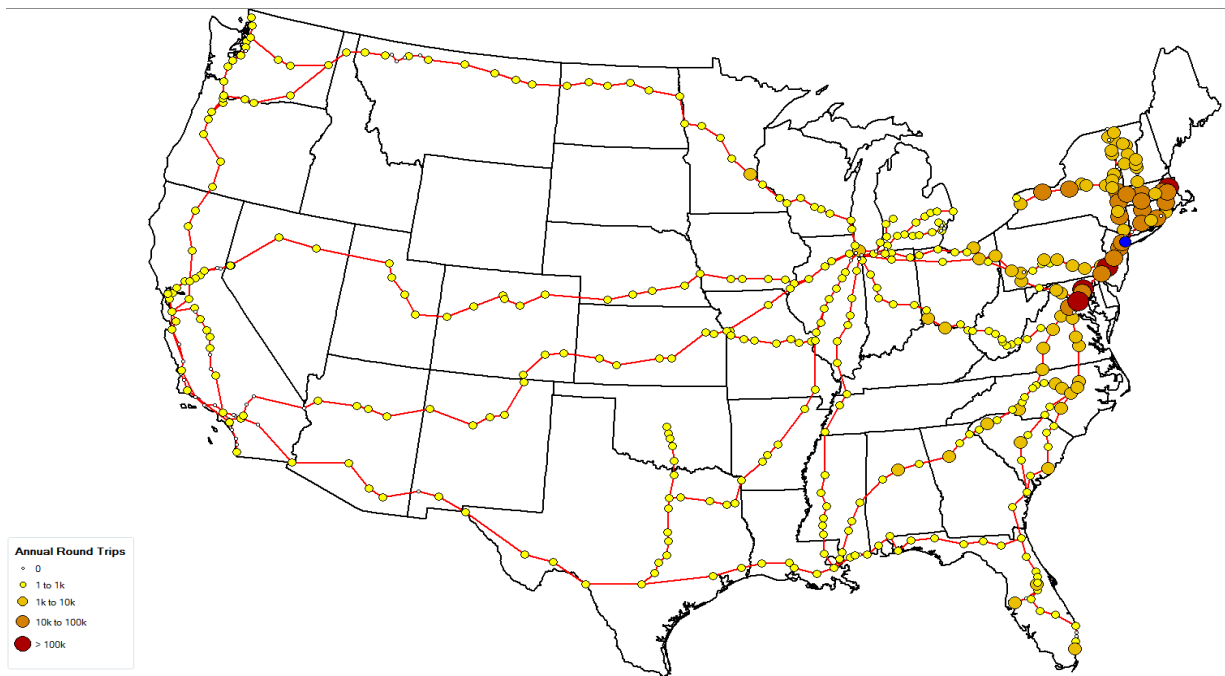 Annual Round Trips
0
1 to 1k
1k to 10k
10k to 100k
> 100k